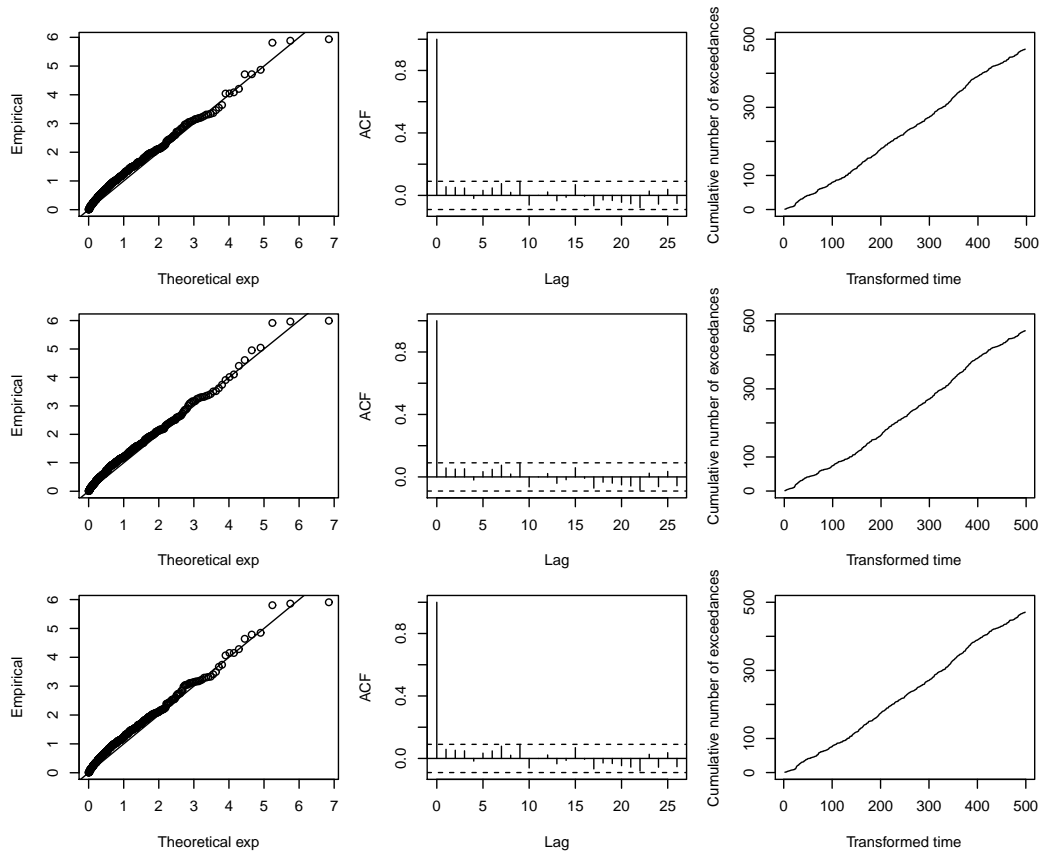 Empirical
0 1 2 3 4 5 6
0 1 2 3 4 5 6 7
Theoretical exp
ACF
0.0 0.4 0.8
0 5 10 15 20 25
Lag
Cumulative number of exceedances
0 100 300 500
0 100 200 300 400 500
Transformed time
Empirical
0 1 2 3 4 5 6
0 1 2 3 4 5 6 7
Theoretical exp
ACF
0.0 0.4 0.8
0 5 10 15 20 25
Lag
Cumulative number of exceedances
0 100 300 500
0 100 200 300 400 500
Transformed time
Empirical
0 1 2 3 4 5 6
0 1 2 3 4 5 6 7
Theoretical exp
ACF
0.0 0.4 0.8
0 5 10 15 20 25
Lag
Cumulative number of exceedances
0 100 300 500
0 100 200 300 400 500
Transformed time